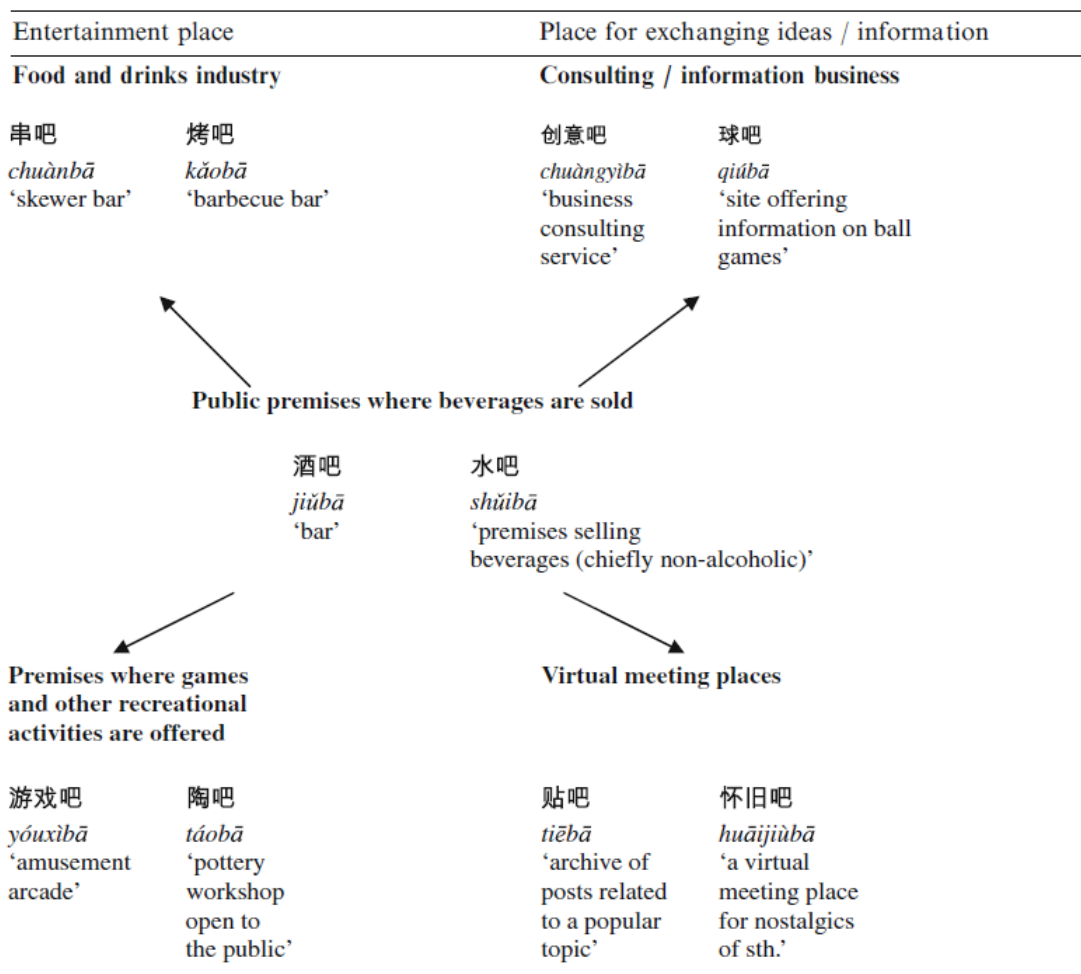 Entertainment place Place for exchanging ideas / information
Food and drinks industry Consulting / information business
串吧 烤吧 创意吧 球吧
chuànbā kǎobā chuàngyìbā qiúbā
‘skewer bar’ ‘barbecue bar’ ‘business ‘site offering
consulting information on ball
service’ games’
Public premises where beverages are sold
酒吧 水吧
jiǔbā shǔibā
‘bar’ ‘premises selling
beverages (chiefly non-alcoholic)’
Premises where games Virtual meeting places
and other recreational
activities are offered
游戏吧 陶吧 贴吧 怀旧吧
yóuxìbā táobā tiēbā huāijiùbā
‘amusement ‘pottery ‘archive of ‘a virtual
arcade’ workshop posts related meeting place
open to to a popular for nostalgics
the public’ topic’ of sth.’